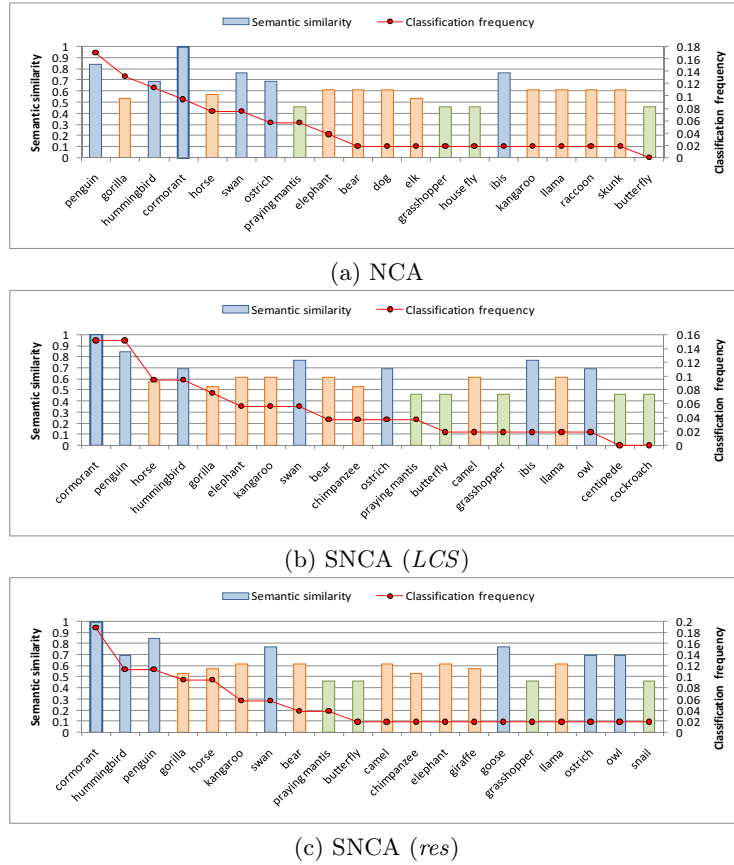 Semantic similarity Classification frequency
Semantic similarity
1
0.9
0.8
0.7
0.6
0.5
0.4
0.3
0.2
0.1
0
0.18
0.16
0.14
0.12
0.1
0.08
0.06
0.04
0.02
0
Classification frequency
penguin
gorilla
hummingbird
cormorant
horse
swan
ostrich
praying mantis
elephant
bear
dog
elk
grasshopper
house fly
ibis
kangaroo
llama
raccoon
skunk
butterfly
(a) NCA
Semantic similarity Classification frequency
Semantic similarity
1
0.9
0.8
0.7
0.6
0.5
0.4
0.3
0.2
0.1
0
0.16
0.14
0.12
0.1
0.08
0.06
0.04
0.02
0
Classification frequency
cormorant
penguin
horse
hummingbird
gorilla
elephant
kangaroo
swan
bear
chimpanzee
ostrich
praying mantis
butterfly
camel
grasshopper
ibis
llama
owl
centipede
cockroach
(b) SNCA (LCS)
Semantic similarity Classification frequency
Semantic similarity
1
0.9
0.8
0.7
0.6
0.5
0.4
0.3
0.2
0.1
0
0.2
0.18
0.16
0.14
0.12
0.1
0.08
0.06
0.04
0.02
0
Classification frequency
cormorant
hummingbird
penguin
gorilla
horse
kangaroo
swan
bear
praying mantis
butterfly
camel
chimpanzee
elephant
giraffe
goose
grasshopper
llama
ostrich
owl
snail
(c) SNCA (res)